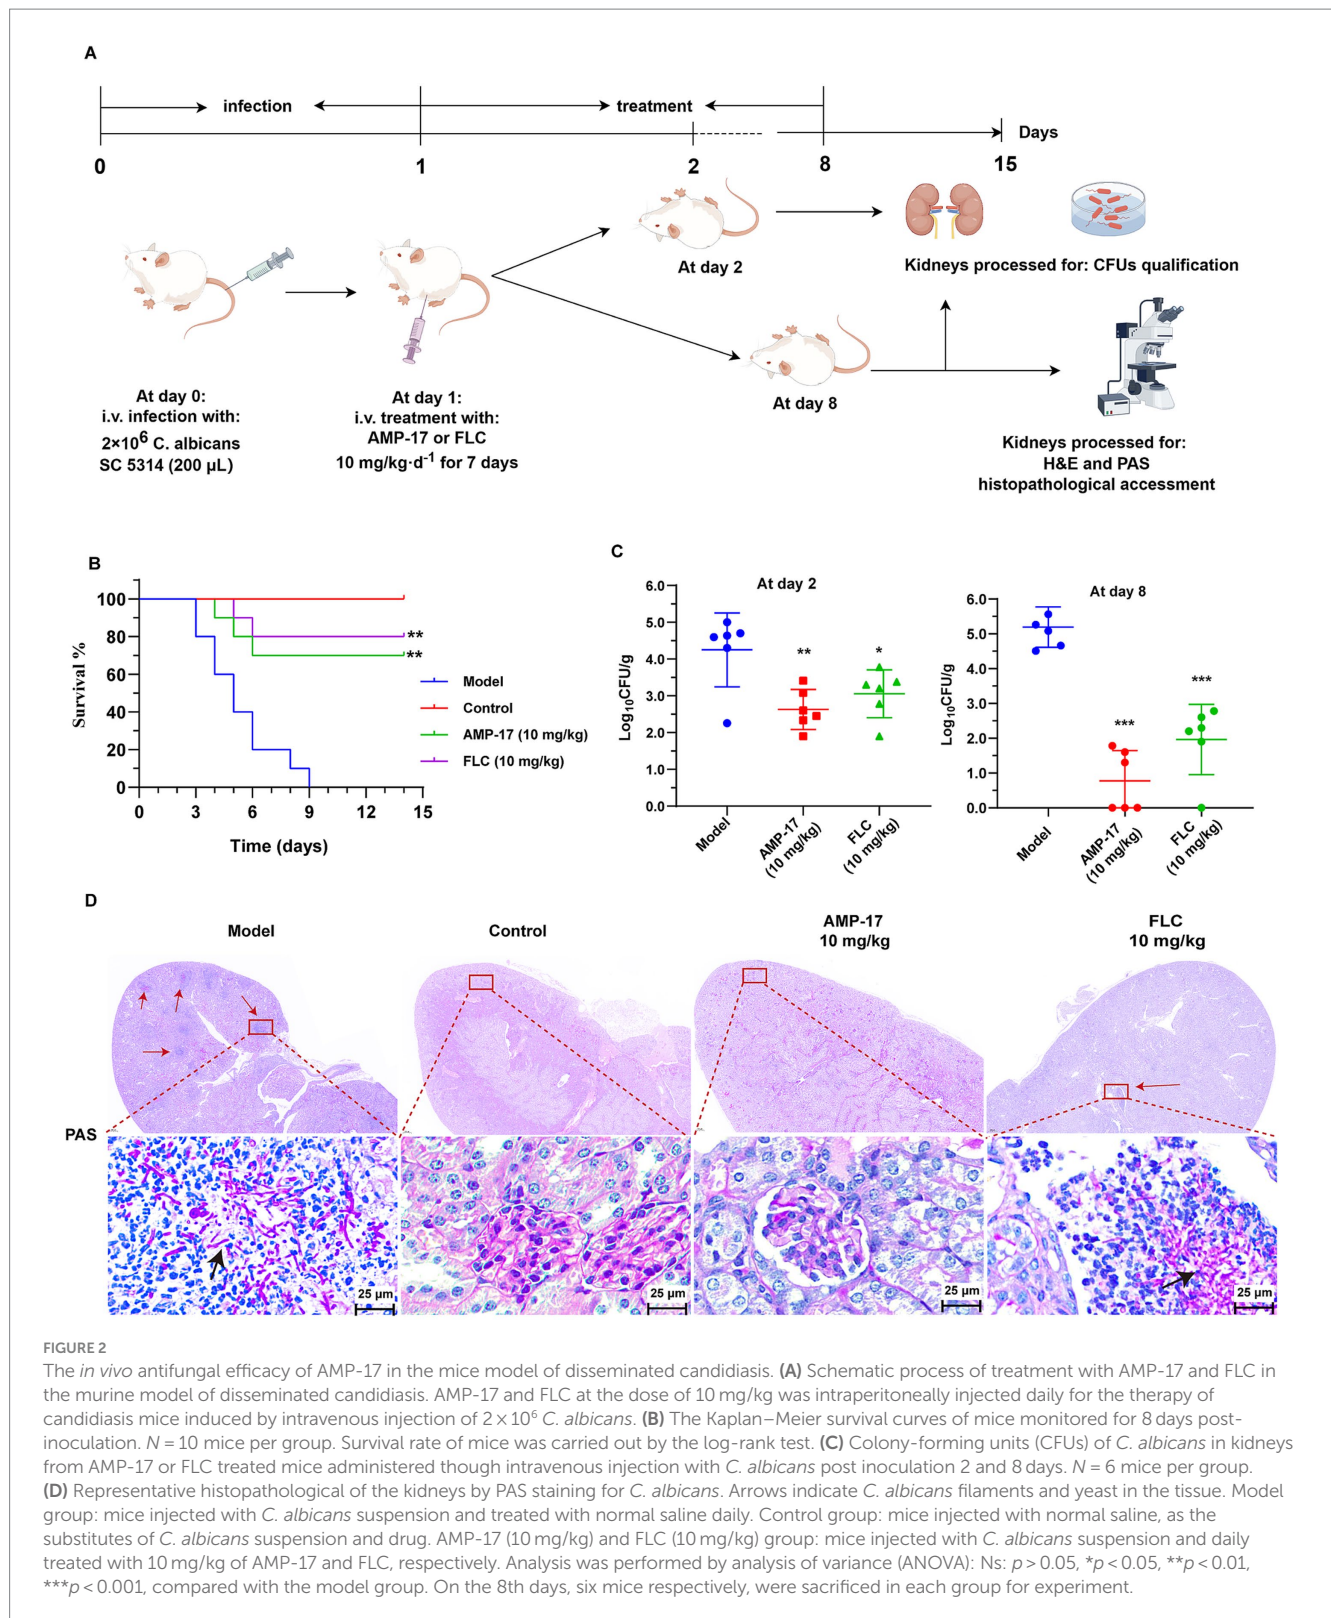 A
infection
treatment
Days
0
1
2
8
15
At day 2
Kidneys processed for: CFUs qualification
At day 8
At day 0:
i.v. infection with:
2×10⁶ C. albicans
SC 5314 (200 µL)
At day 1:
i.v. treatment with:
AMP-17 or FLC
10 mg/kg·d⁻¹ for 7 days
Kidneys processed for:
H&E and PAS
histopathological accessment
B
Survival %
100
80
60
40
20
0
0
3
6
9
12
15
Time (days)
**
**
Model
Control
AMP-17 (10 mg/kg)
FLC (10 mg/kg)
C
At day 2
Log₁₀CFU/g
6.0
5.0
4.0
3.0
2.0
1.0
0.0
**
*
Model
AMP-17
(10 mg/kg)
FLC
(10 mg/kg)
At day 8
Log₁₀CFU/g
6.0
5.0
4.0
3.0
2.0
1.0
0.0
***
***
Model
AMP-17
(10 mg/kg)
FLC
(10 mg/kg)
D
Model
Control
AMP-17
10 mg/kg
FLC
10 mg/kg
PAS
25 µm
25 µm
25 µm
25 µm
FIGURE 2
The in vivo antifungal efficacy of AMP-17 in the mice model of disseminated candidiasis. (A) Schematic process of treatment with AMP-17 and FLC in
the murine model of disseminated candidiasis. AMP-17 and FLC at the dose of 10 mg/kg was intraperitoneally injected daily for the therapy of
candidiasis mice induced by intravenous injection of 2 × 10⁶ C. albicans. (B) The Kaplan–Meier survival curves of mice monitored for 8 days post-
inoculation. N = 10 mice per group. Survival rate of mice was carried out by the log-rank test. (C) Colony-forming units (CFUs) of C. albicans in kidneys
from AMP-17 or FLC treated mice administered though intravenous injection with C. albicans post inoculation 2 and 8 days. N = 6 mice per group.
(D) Representative histopathological of the kidneys by PAS staining for C. albicans. Arrows indicate C. albicans filaments and yeast in the tissue. Model
group: mice injected with C. albicans suspension and treated with normal saline daily. Control group: mice injected with normal saline, as the
substitutes of C. albicans suspension and drug. AMP-17 (10 mg/kg) and FLC (10 mg/kg) group: mice injected with C. albicans suspension and daily
treated with 10 mg/kg of AMP-17 and FLC, respectively. Analysis was performed by analysis of variance (ANOVA): Ns: p > 0.05, *p < 0.05, **p < 0.01,
***p < 0.001, compared with the model group. On the 8th days, six mice respectively, were sacrificed in each group for experiment.